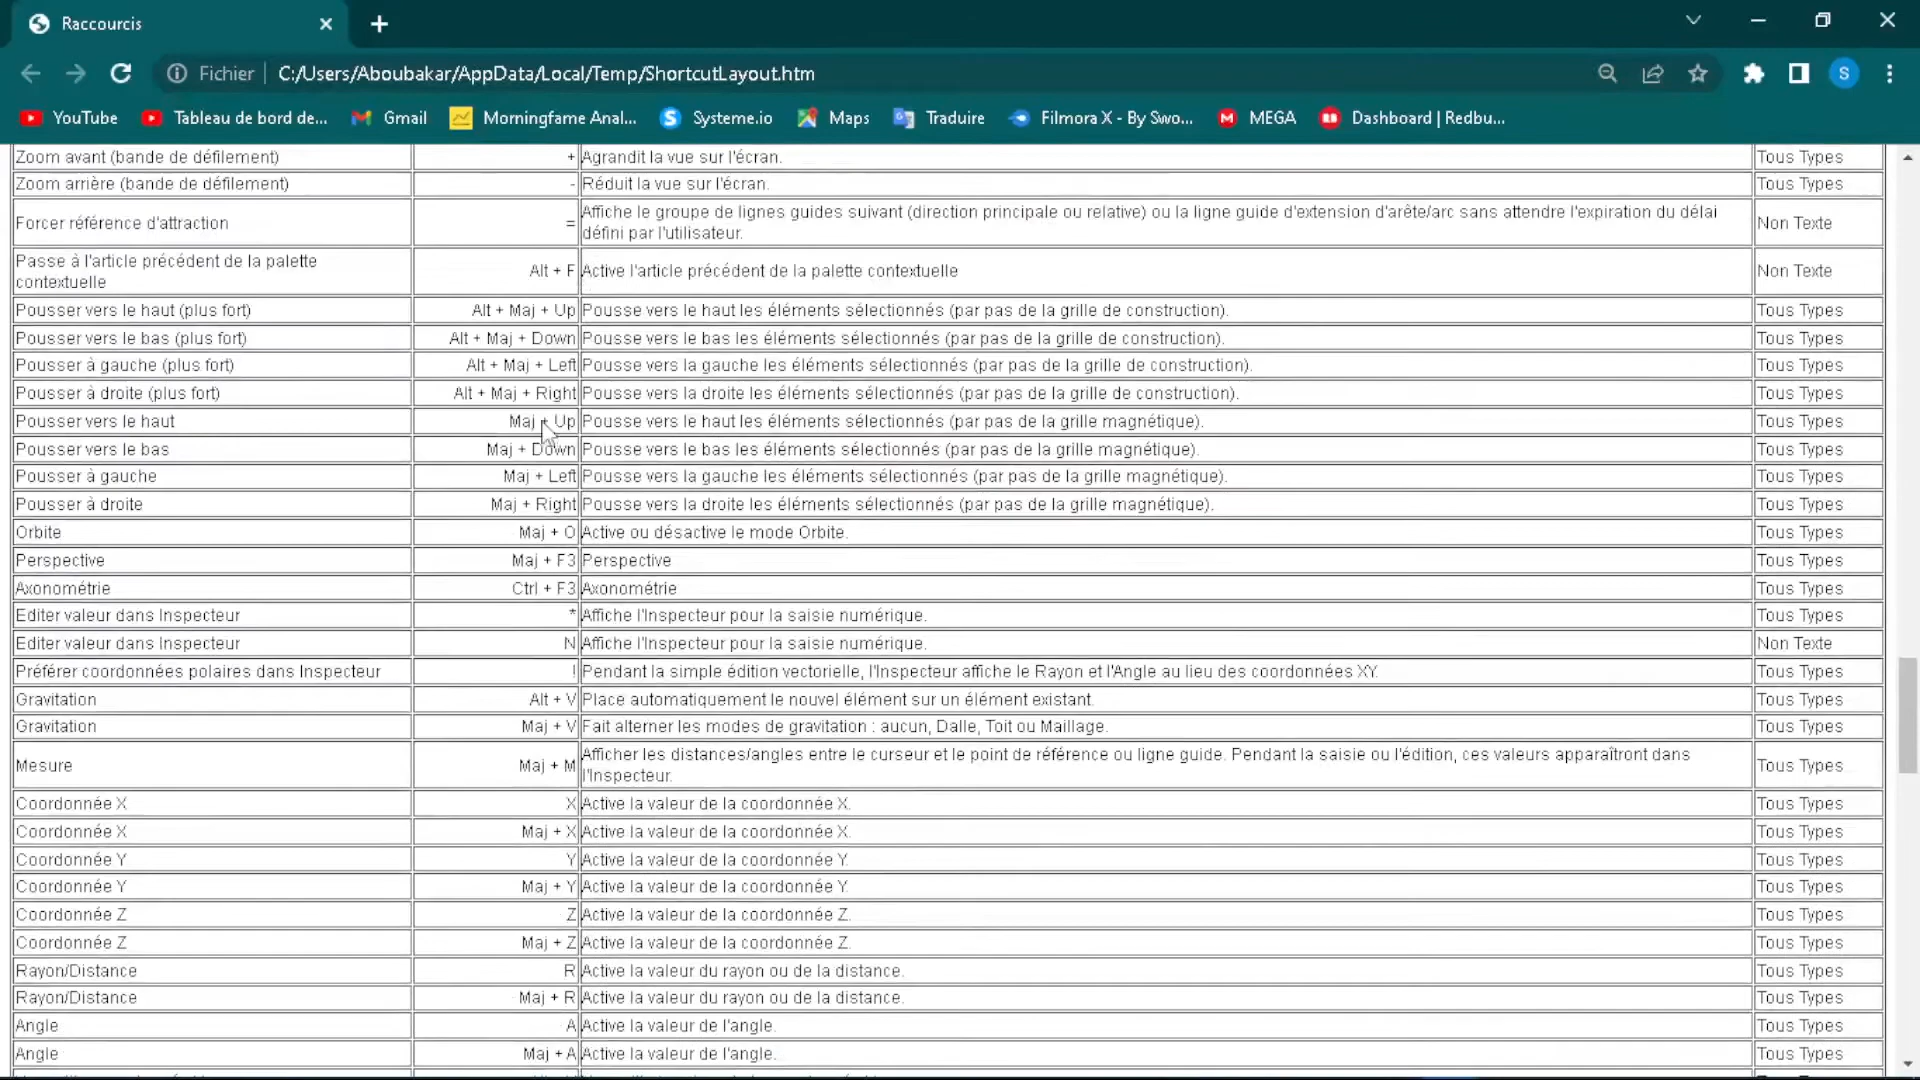 Raccourcis
Fichier C:/Users/Aboubakar/AppData/Local/Temp/ShortcutLayout.htm S
YouTube Tableau de bord de... Gmail Morningfame Anal... Systeme.io Maps Traduire Filmora X - By Swo... MEGA Dashboard | Redbu...
Zoom avant (bande de défilement) + Agrandit la vue sur l'écran. Tous Types
Zoom arrière (bande de défilement) - Réduit la vue sur l'écran. Tous Types
Forcer référence d'attraction = Affiche le groupe de lignes guides suivant (direction principale ou relative) ou la ligne guide d'extension d'arête/arc sans attendre l'expiration du délai Non Texte
défini par l'utilisateur.
Passe à l'article précédent de la palette
contextuelle Alt + F Active l'article précédent de la palette contextuelle Non Texte
Pousser vers le haut (plus fort) Alt + Maj + Up Pousse vers le haut les éléments sélectionnés (par pas de la grille de construction). Tous Types
Pousser vers le bas (plus fort) Alt + Maj + Down Pousse vers le bas les éléments sélectionnés (par pas de la grille de construction). Tous Types
Pousser à gauche (plus fort) Alt + Maj + Left Pousse vers la gauche les éléments sélectionnés (par pas de la grille de construction). Tous Types
Pousser à droite (plus fort) Alt + Maj + Right Pousse vers la droite les éléments sélectionnés (par pas de la grille de construction). Tous Types
Pousser vers le haut Maj + Up Pousse vers le haut les éléments sélectionnés (par pas de la grille magnétique). Tous Types
Pousser vers le bas Maj + Down Pousse vers le bas les éléments sélectionnés (par pas de la grille magnétique). Tous Types
Pousser à gauche Maj + Left Pousse vers la gauche les éléments sélectionnés (par pas de la grille magnétique). Tous Types
Pousser à droite Maj + Right Pousse vers la droite les éléments sélectionnés (par pas de la grille magnétique). Tous Types
Orbite Maj + O Active ou désactive le mode Orbite. Tous Types
Perspective Maj + F3 Perspective Tous Types
Axonométrie Ctrl + F3 Axonométrie Tous Types
Editer valeur dans Inspecteur * Affiche l'Inspecteur pour la saisie numérique. Tous Types
Editer valeur dans Inspecteur N Affiche l'Inspecteur pour la saisie numérique. Non Texte
Préférer coordonnées polaires dans Inspecteur ! Pendant la simple édition vectorielle, l'Inspecteur affiche le Rayon et l'Angle au lieu des coordonnées XY. Tous Types
Gravitation Alt + V Place automatiquement le nouvel élément sur un élément existant. Tous Types
Gravitation Maj + V Fait alterner les modes de gravitation : aucun, Dalle, Toit ou Maillage. Tous Types
Mesure Maj + M Afficher les distances/angles entre le curseur et le point de référence ou ligne guide. Pendant la saisie ou l'édition, ces valeurs apparaîtront dans Tous Types
l'Inspecteur.
Coordonnée X X Active la valeur de la coordonnée X. Tous Types
Coordonnée X Maj + X Active la valeur de la coordonnée X. Tous Types
Coordonnée Y Y Active la valeur de la coordonnée Y. Tous Types
Coordonnée Y Maj + Y Active la valeur de la coordonnée Y. Tous Types
Coordonnée Z Z Active la valeur de la coordonnée Z. Tous Types
Coordonnée Z Maj + Z Active la valeur de la coordonnée Z. Tous Types
Rayon/Distance R Active la valeur du rayon ou de la distance. Tous Types
Rayon/Distance Maj + R Active la valeur du rayon ou de la distance. Tous Types
Angle A Active la valeur de l'angle. Tous Types
Angle Maj + A Active la valeur de l'angle. Tous Types